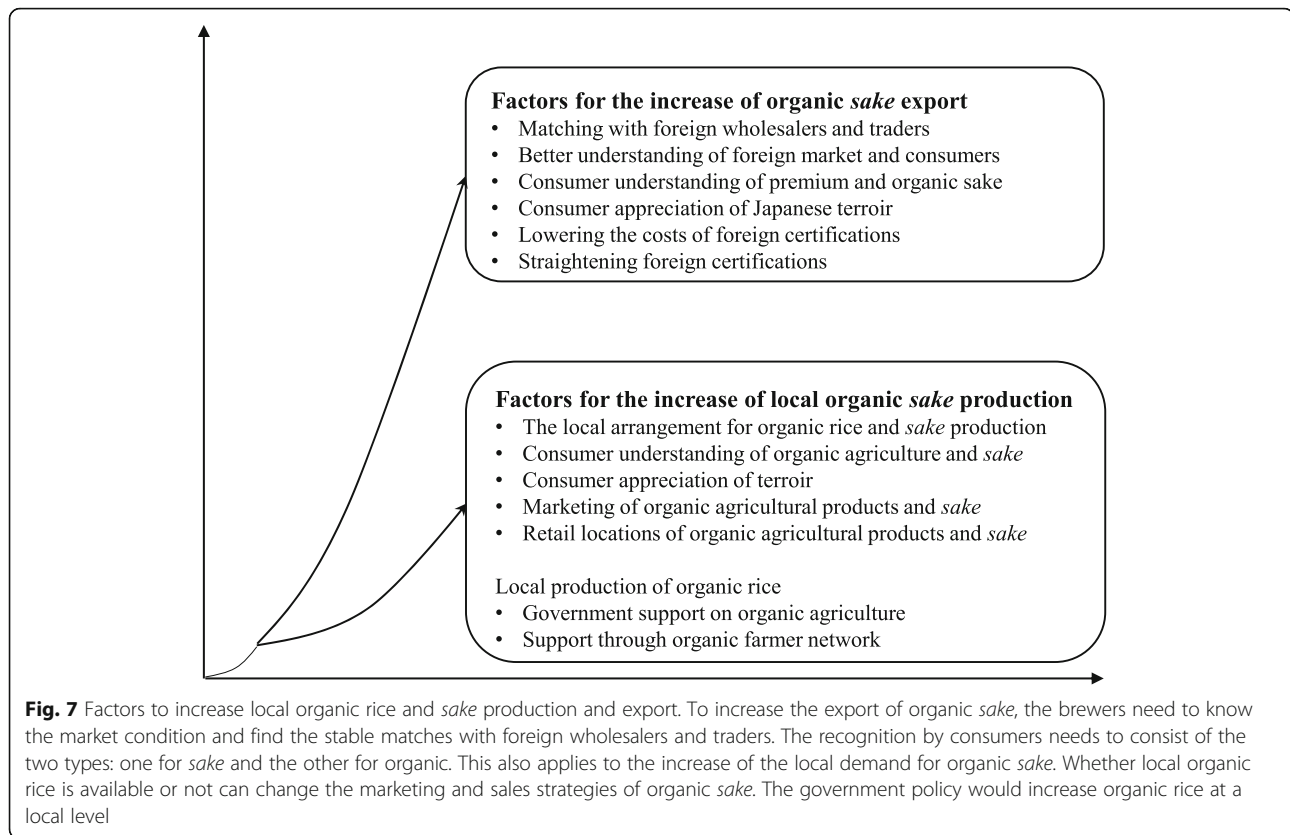 Factors for the increase of organic sake export
• Matching with foreign wholesalers and traders
• Better understanding of foreign market and consumers
• Consumer understanding of premium and organic sake
• Consumer appreciation of Japanese terroir
• Lowering the costs of foreign certifications
• Straightening foreign certifications
Factors for the increase of local organic sake production
• The local arrangement for organic rice and sake production
• Consumer understanding of organic agriculture and sake
• Consumer appreciation of terroir
• Marketing of organic agricultural products and sake
• Retail locations of organic agricultural products and sake
Local production of organic rice
• Government support on organic agriculture
• Support through organic farmer network
Fig. 7 Factors to increase local organic rice and sake production and export. To increase the export of organic sake, the brewers need to know
the market condition and find the stable matches with foreign wholesalers and traders. The recognition by consumers needs to consist of the
two types: one for sake and the other for organic. This also applies to the increase of the local demand for organic sake. Whether local organic
rice is available or not can change the marketing and sales strategies of organic sake. The government policy would increase organic rice at a
local level